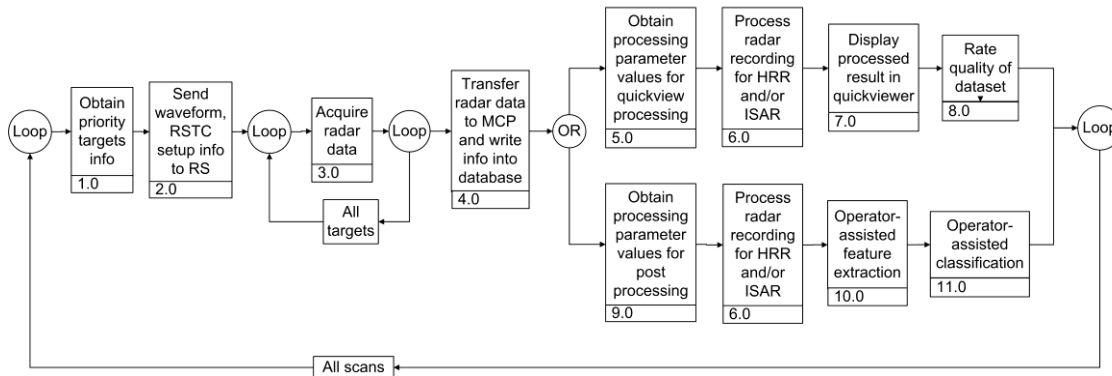 Loop
Obtain
priority
targets
info
1.0
Send
waveform,
RSTC
setup info
to RS
2.0
Loop
Acquire
radar
data
3.0
Loop
All
targets
Transfer
radar data
to MCP
and write
info into
database
4.0
OR
Obtain
processing
parameter
values for
quickview
processing
5.0
Process
radar
recording
for HRR
and/or
ISAR
6.0
Display
processed
result in
quickviewer
7.0
Rate
quality of
dataset
8.0
Loop
Obtain
processing
parameter
values for
post
processing
9.0
Process
radar
recording
for HRR
and/or
ISAR
6.0
Operator-
assisted
feature
extraction
10.0
Operator-
assisted
classification
11.0
All scans